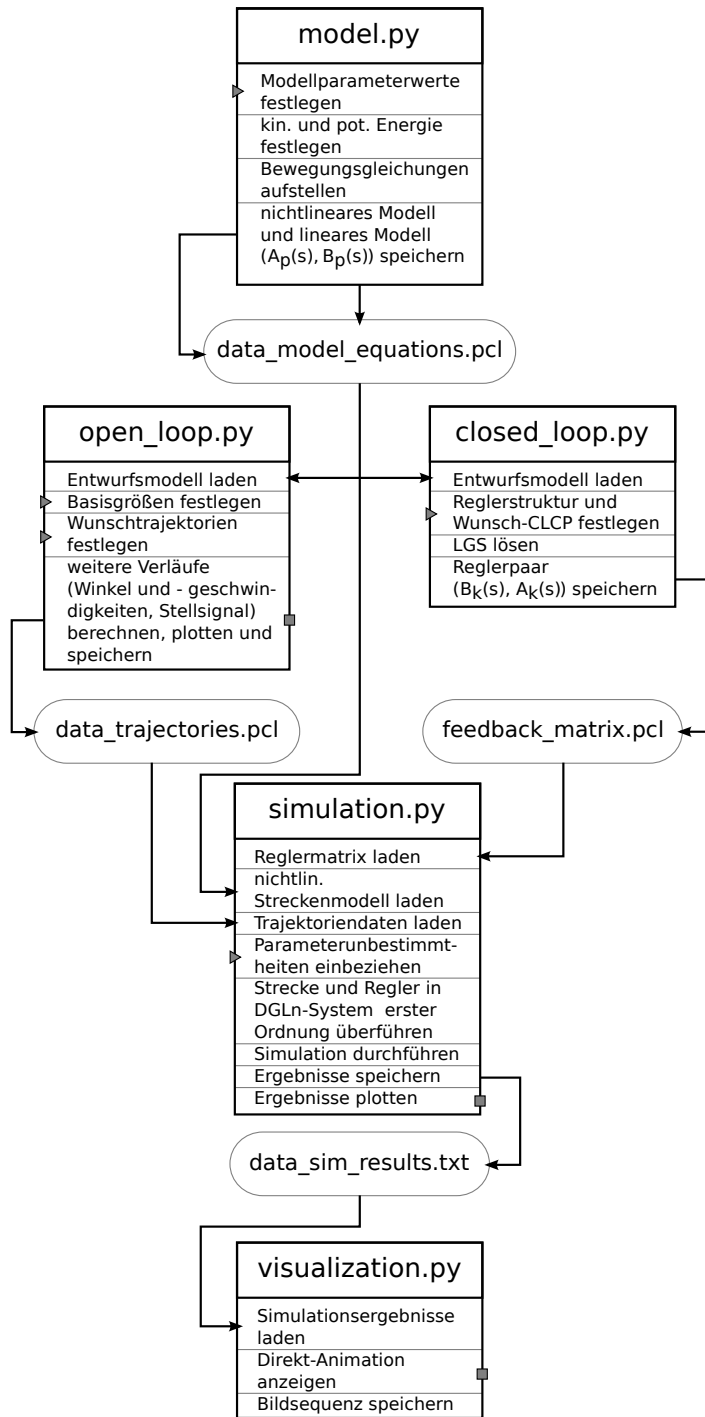 model.py
Modellparameterwerte
festlegen
kin. und pot. Energie
festlegen
Bewegungsgleichungen
aufstellen
nichtlineares Modell
und lineares Modell
(Ap(s), Bp(s)) speichern
data_model_equations.pcl
open_loop.py
Entwurfsmodell laden
Basisgrößen festlegen
Wunschtrajektorien
festlegen
weitere Verläufe
(Winkel und - geschwin-
digkeiten, Stellsignal)
berechnen, plotten und
speichern
closed_loop.py
Entwurfsmodell laden
Reglerstruktur und
Wunsch-CLCP festlegen
LGS lösen
Reglerpaar
(Bk(s), Ak(s)) speichern
data_trajectories.pcl
feedback_matrix.pcl
simulation.py
Reglermatrix laden
nichtlin.
Streckenmodell laden
Trajektoriendaten laden
Parameterunbestimmt-
heiten einbeziehen
Strecke und Regler in
DGLn-System erster
Ordnung überführen
Simulation durchführen
Ergebnisse speichern
Ergebnisse plotten
data_sim_results.txt
visualization.py
Simulationsergebnisse
laden
Direkt-Animation
anzeigen
Bildsequenz speichern